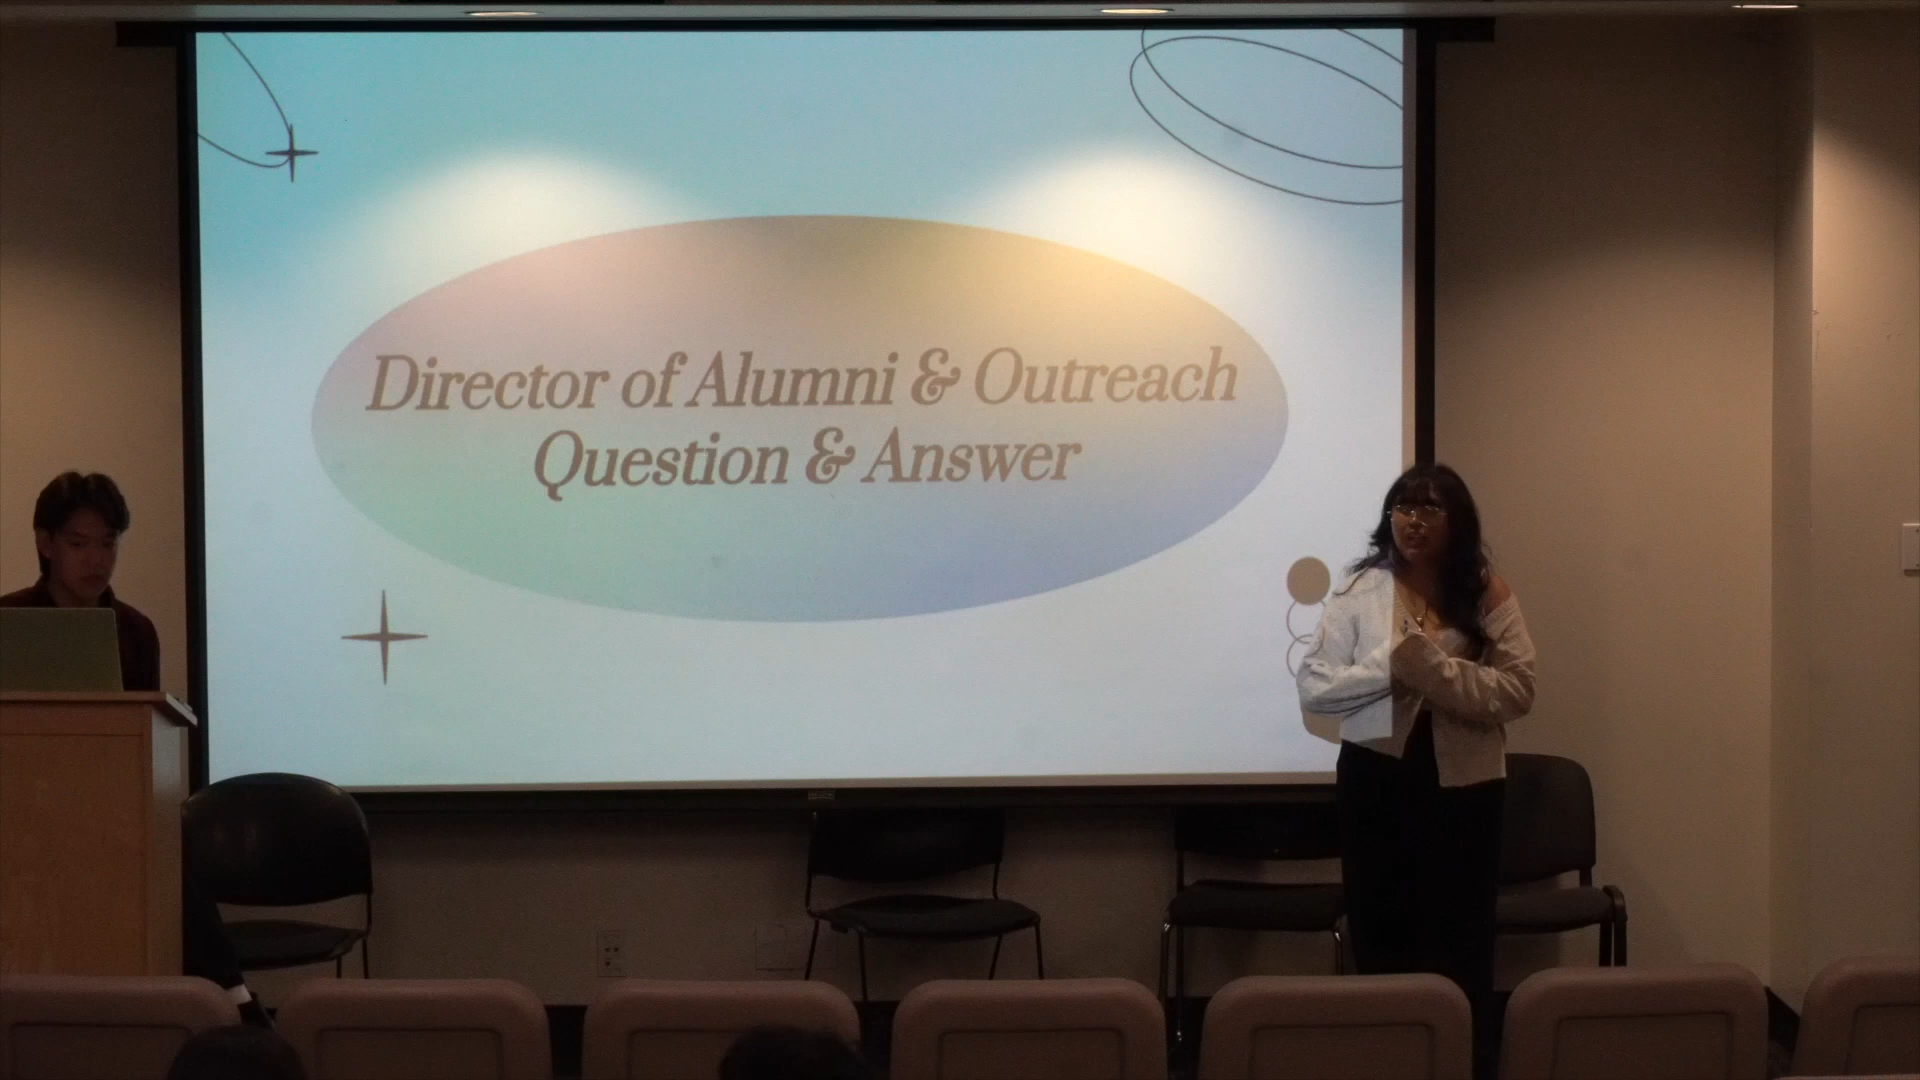 Director of Alumni & Outreach
Question & Answer